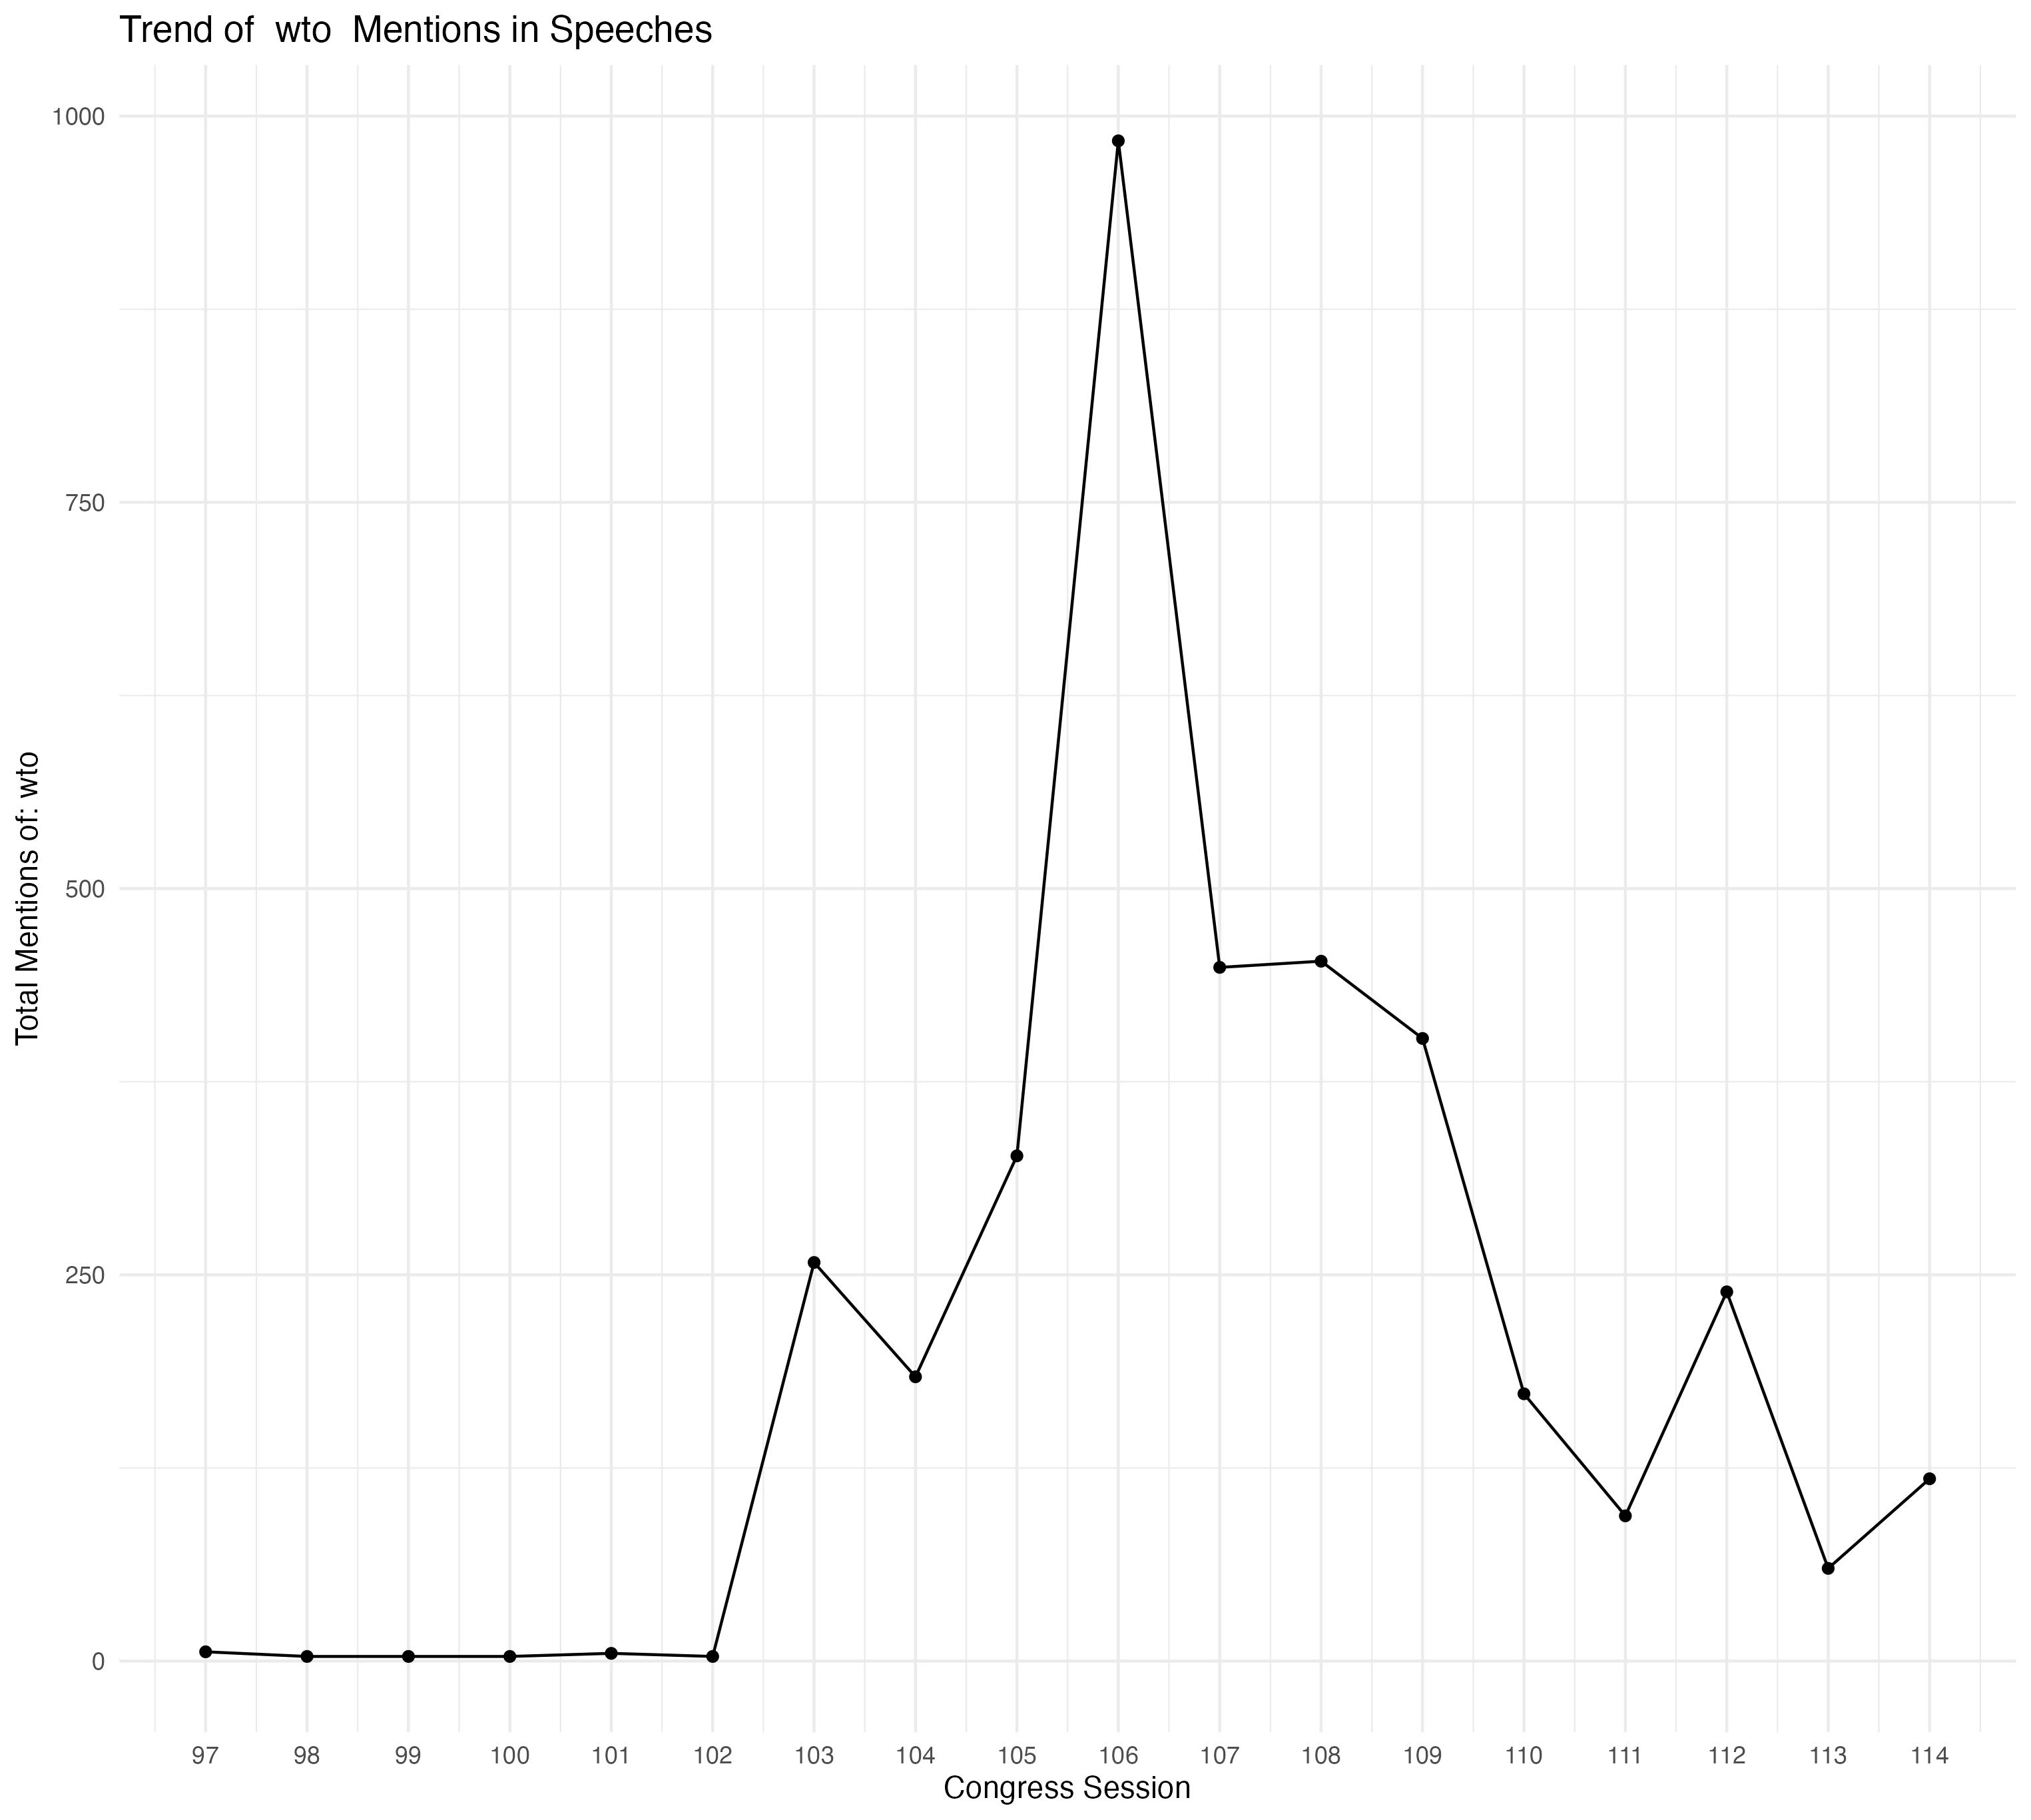 Trend of  wto  Mentions in Speeches
Total Mentions of: wto
1000
750
500
250
0
97 98 99 100 101 102 103 104 105 106 107 108 109 110 111 112 113 114
Congress Session